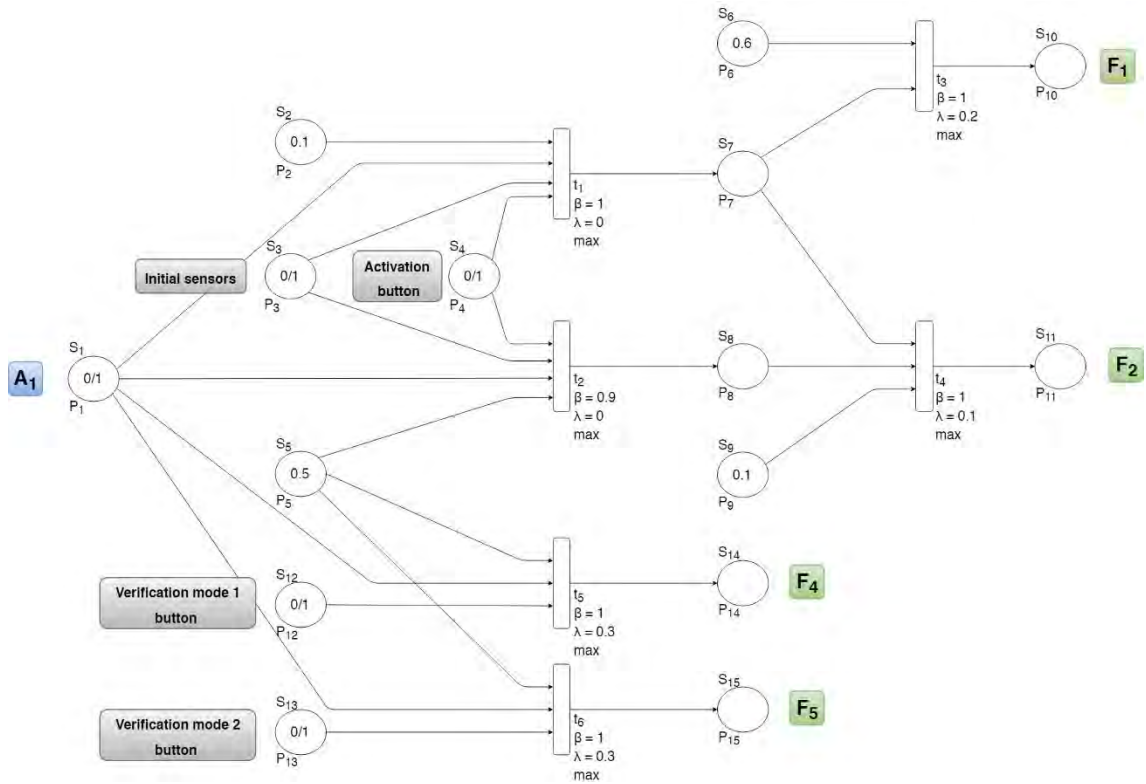 S6
0.6
P6
t3
β = 1
λ = 0.2
max
S10
P10
F1
S2
0.1
P2
t1
β = 1
λ = 0
max
S7
P7
Initial sensors
S3
0/1
P3
Activation
button
S4
0/1
P4
A1
S1
0/1
P1
t2
β = 0.9
λ = 0
max
S8
P8
t4
β = 1
λ = 0.1
max
S11
P11
F2
S5
0.5
P5
S9
0.1
P9
Verification mode 1
button
S12
0/1
P12
t5
β = 1
λ = 0.3
max
S14
P14
F4
Verification mode 2
button
S13
0/1
P13
t6
β = 1
λ = 0.3
max
S15
P15
F5